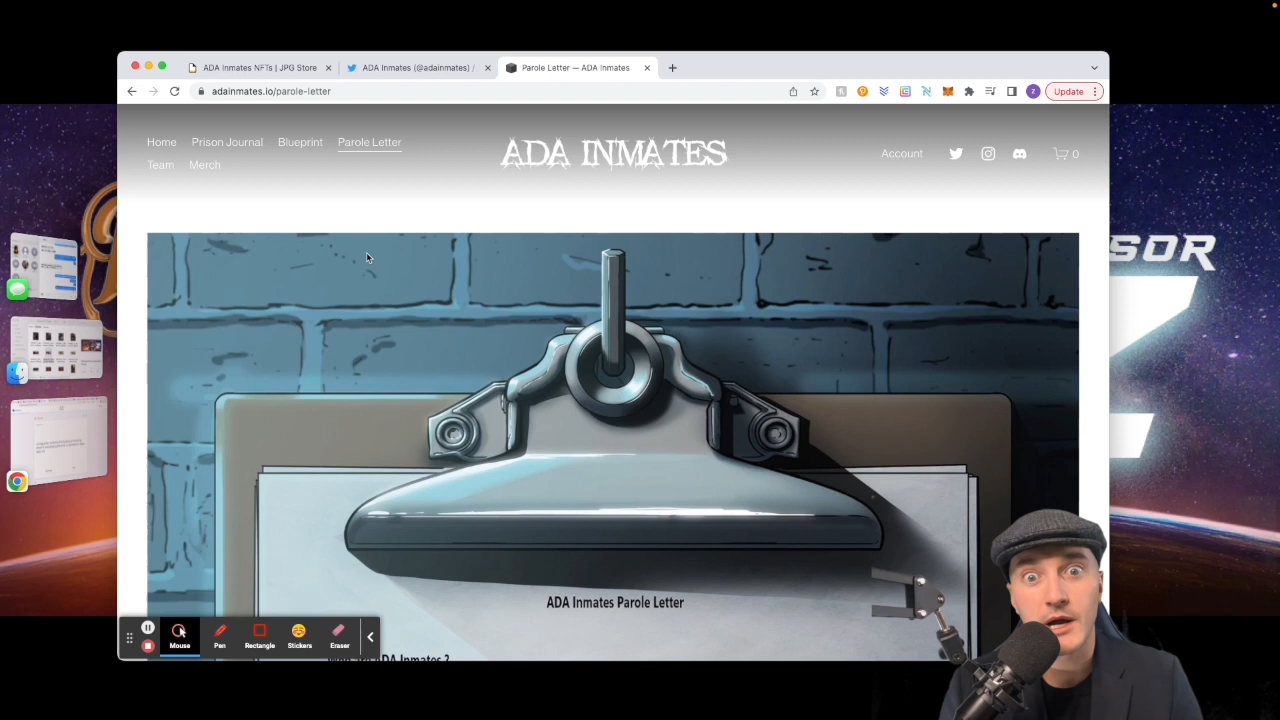 ADA Inmates NFTs | JPG Store
ADA Inmates (@adainmates) /
Parole Letter — ADA Inmates
adainmates.io/parole-letter
Update
Home Prison Journal Blueprint Parole Letter
Team Merch
ADA INMATES
Account
0
SOR
Z
ADA Inmates Parole Letter
ADA Inmates ?
Mouse Pen Rectangle Stickers Eraser